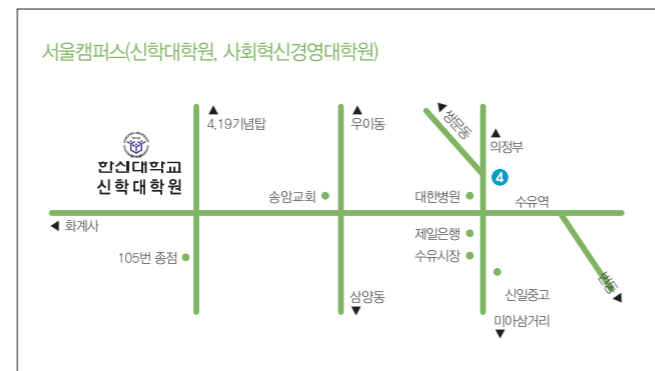 서울캠퍼스(신학대학원, 사회혁신경영대학원)
▲
4.19기념탑
▲
우이동
▲ 쌍문동
▲
의정부
한신대학교
신학대학원
4
송암교회
대한병원
수유역
◀ 화계사
제일은행
105번 종점
수유시장
신일중고
번동 ▶
삼양동
▼
미아삼거리
▼